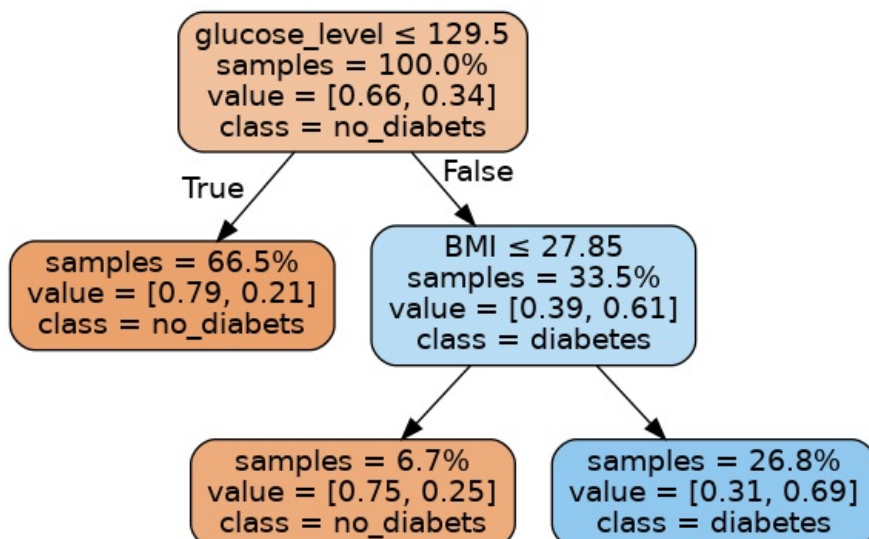 glucose_level ≤ 129.5
samples = 100.0%
value = [0.66, 0.34]
class = no_diabets
True
False
samples = 66.5%
value = [0.79, 0.21]
class = no_diabets
BMI ≤ 27.85
samples = 33.5%
value = [0.39, 0.61]
class = diabetes
samples = 6.7%
value = [0.75, 0.25]
class = no_diabets
samples = 26.8%
value = [0.31, 0.69]
class = diabetes